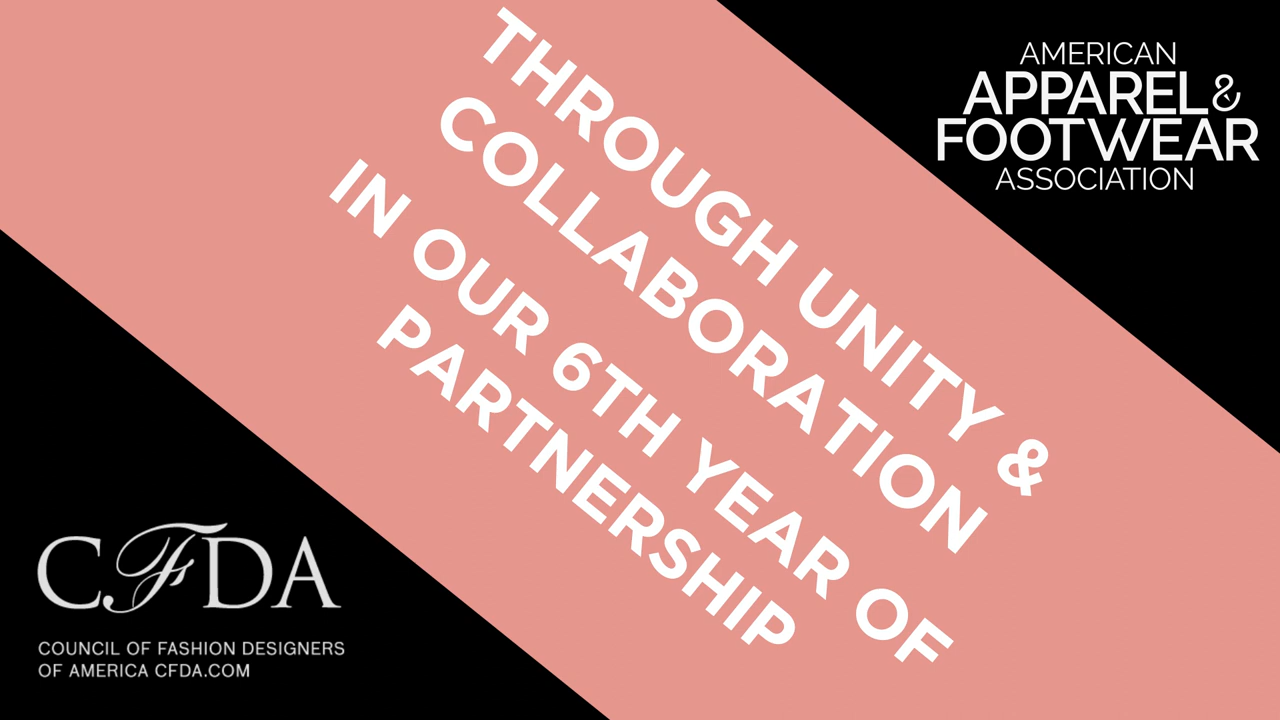 THROUGH UNITY &
COLLABORATION
IN OUR 6TH YEAR OF
PARTNERSHIP
AMERICAN
APPAREL &
FOOTWEAR
ASSOCIATION
CFDA
COUNCIL OF FASHION DESIGNERS
OF AMERICA CFDA.COM